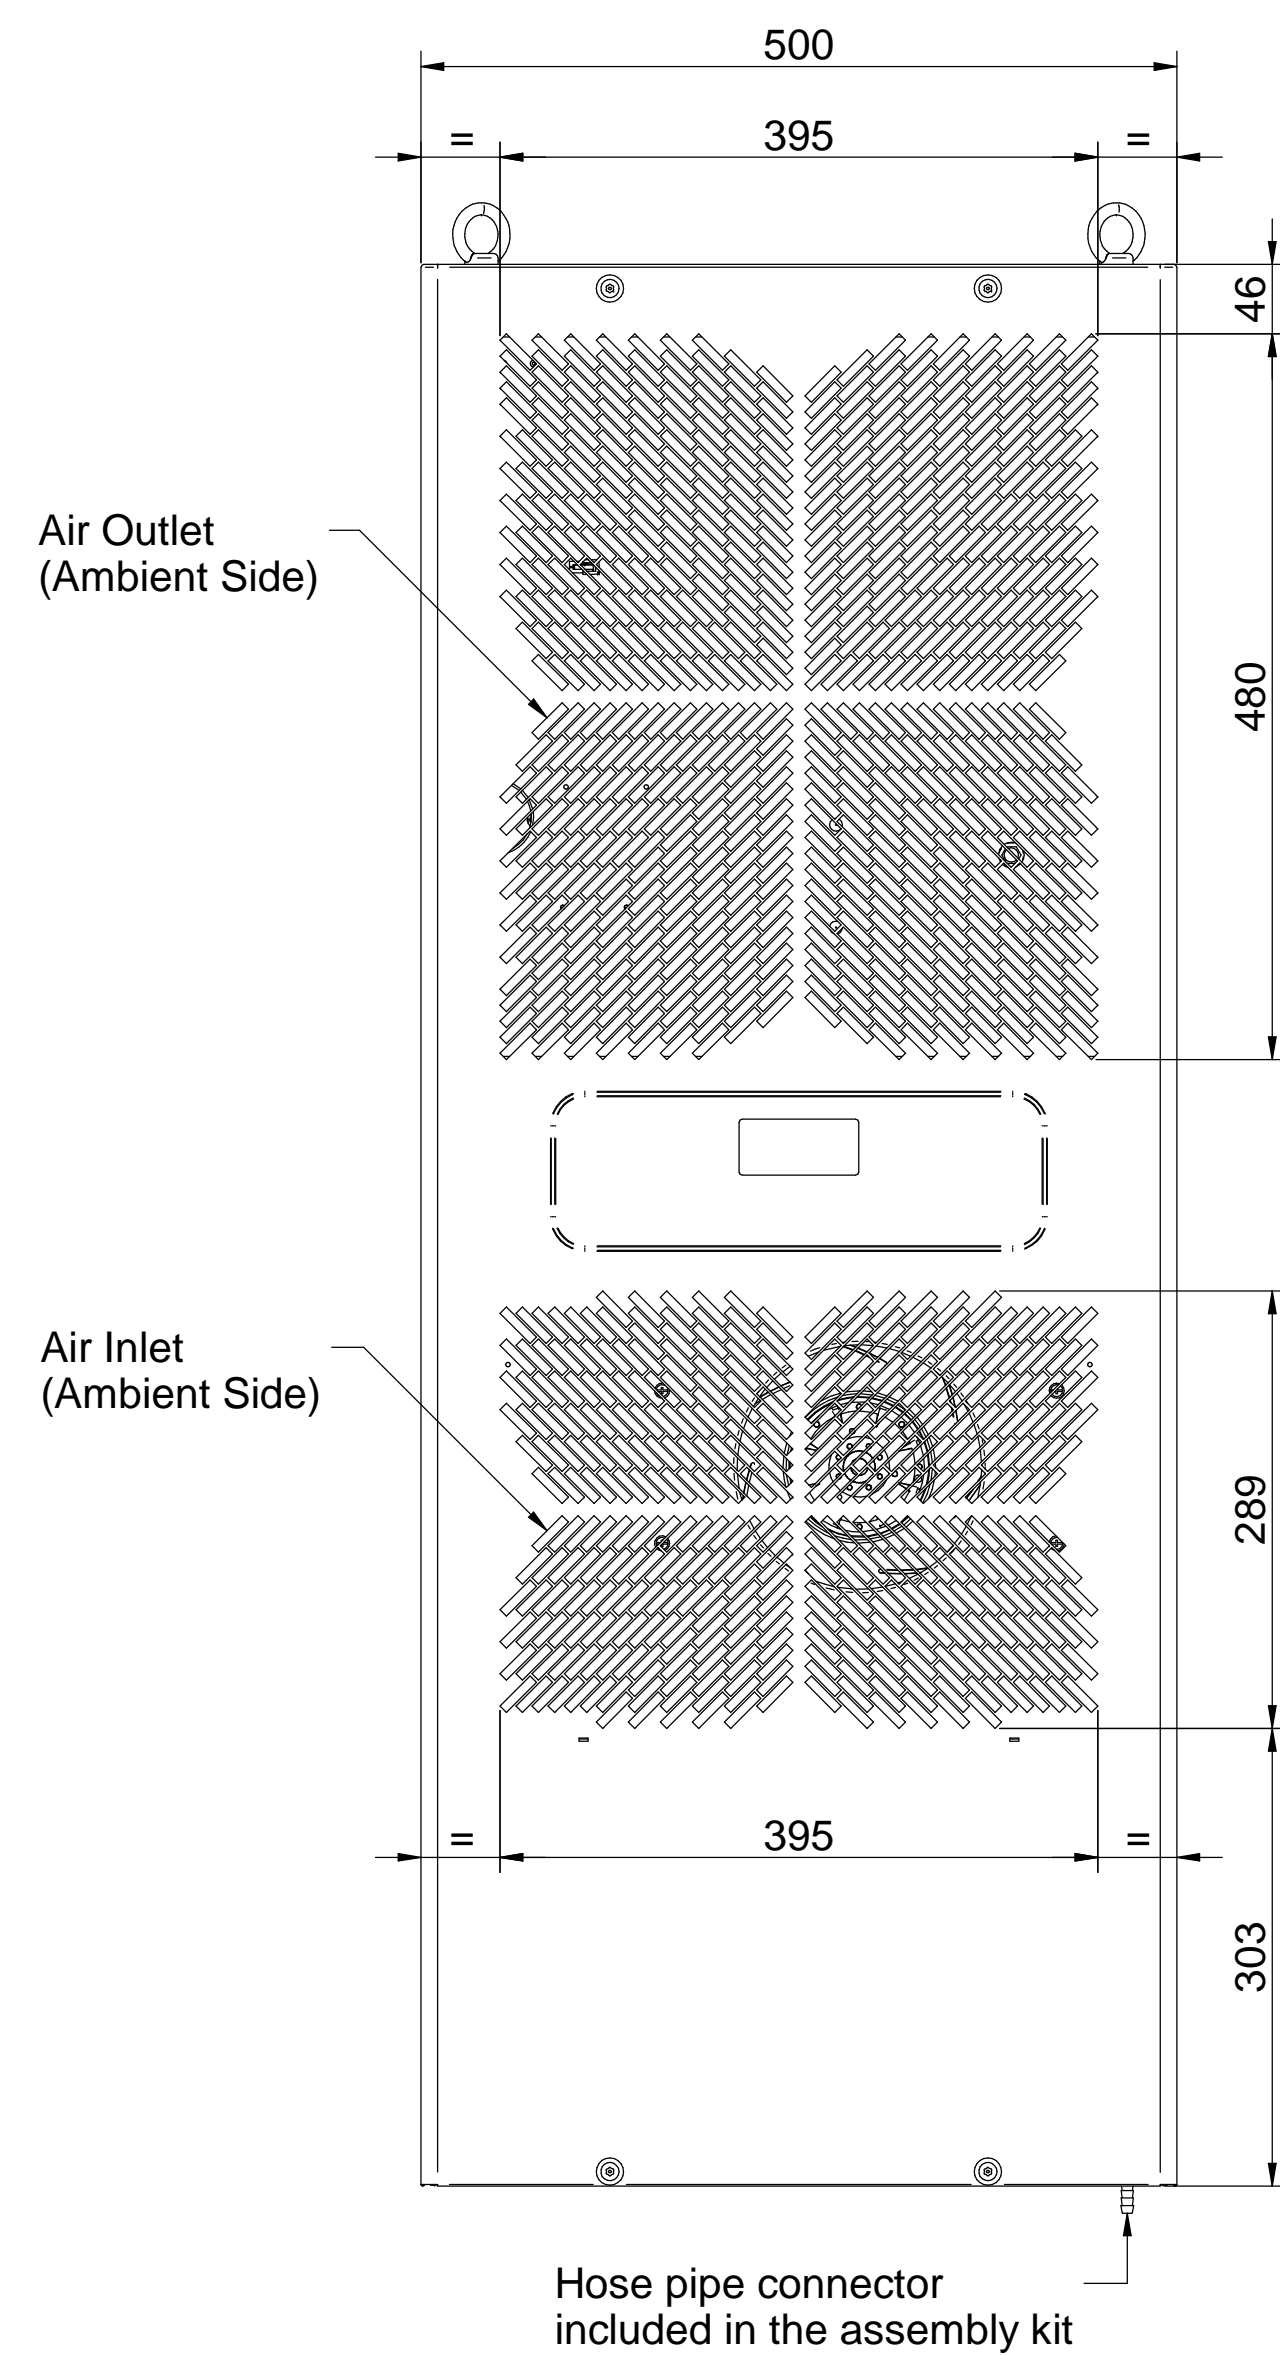 500
=
395
=
46
Air Outlet
(Ambient Side)
480
Air Inlet
(Ambient Side)
289
=
395
=
303
Hose pipe connector
included in the assembly kit